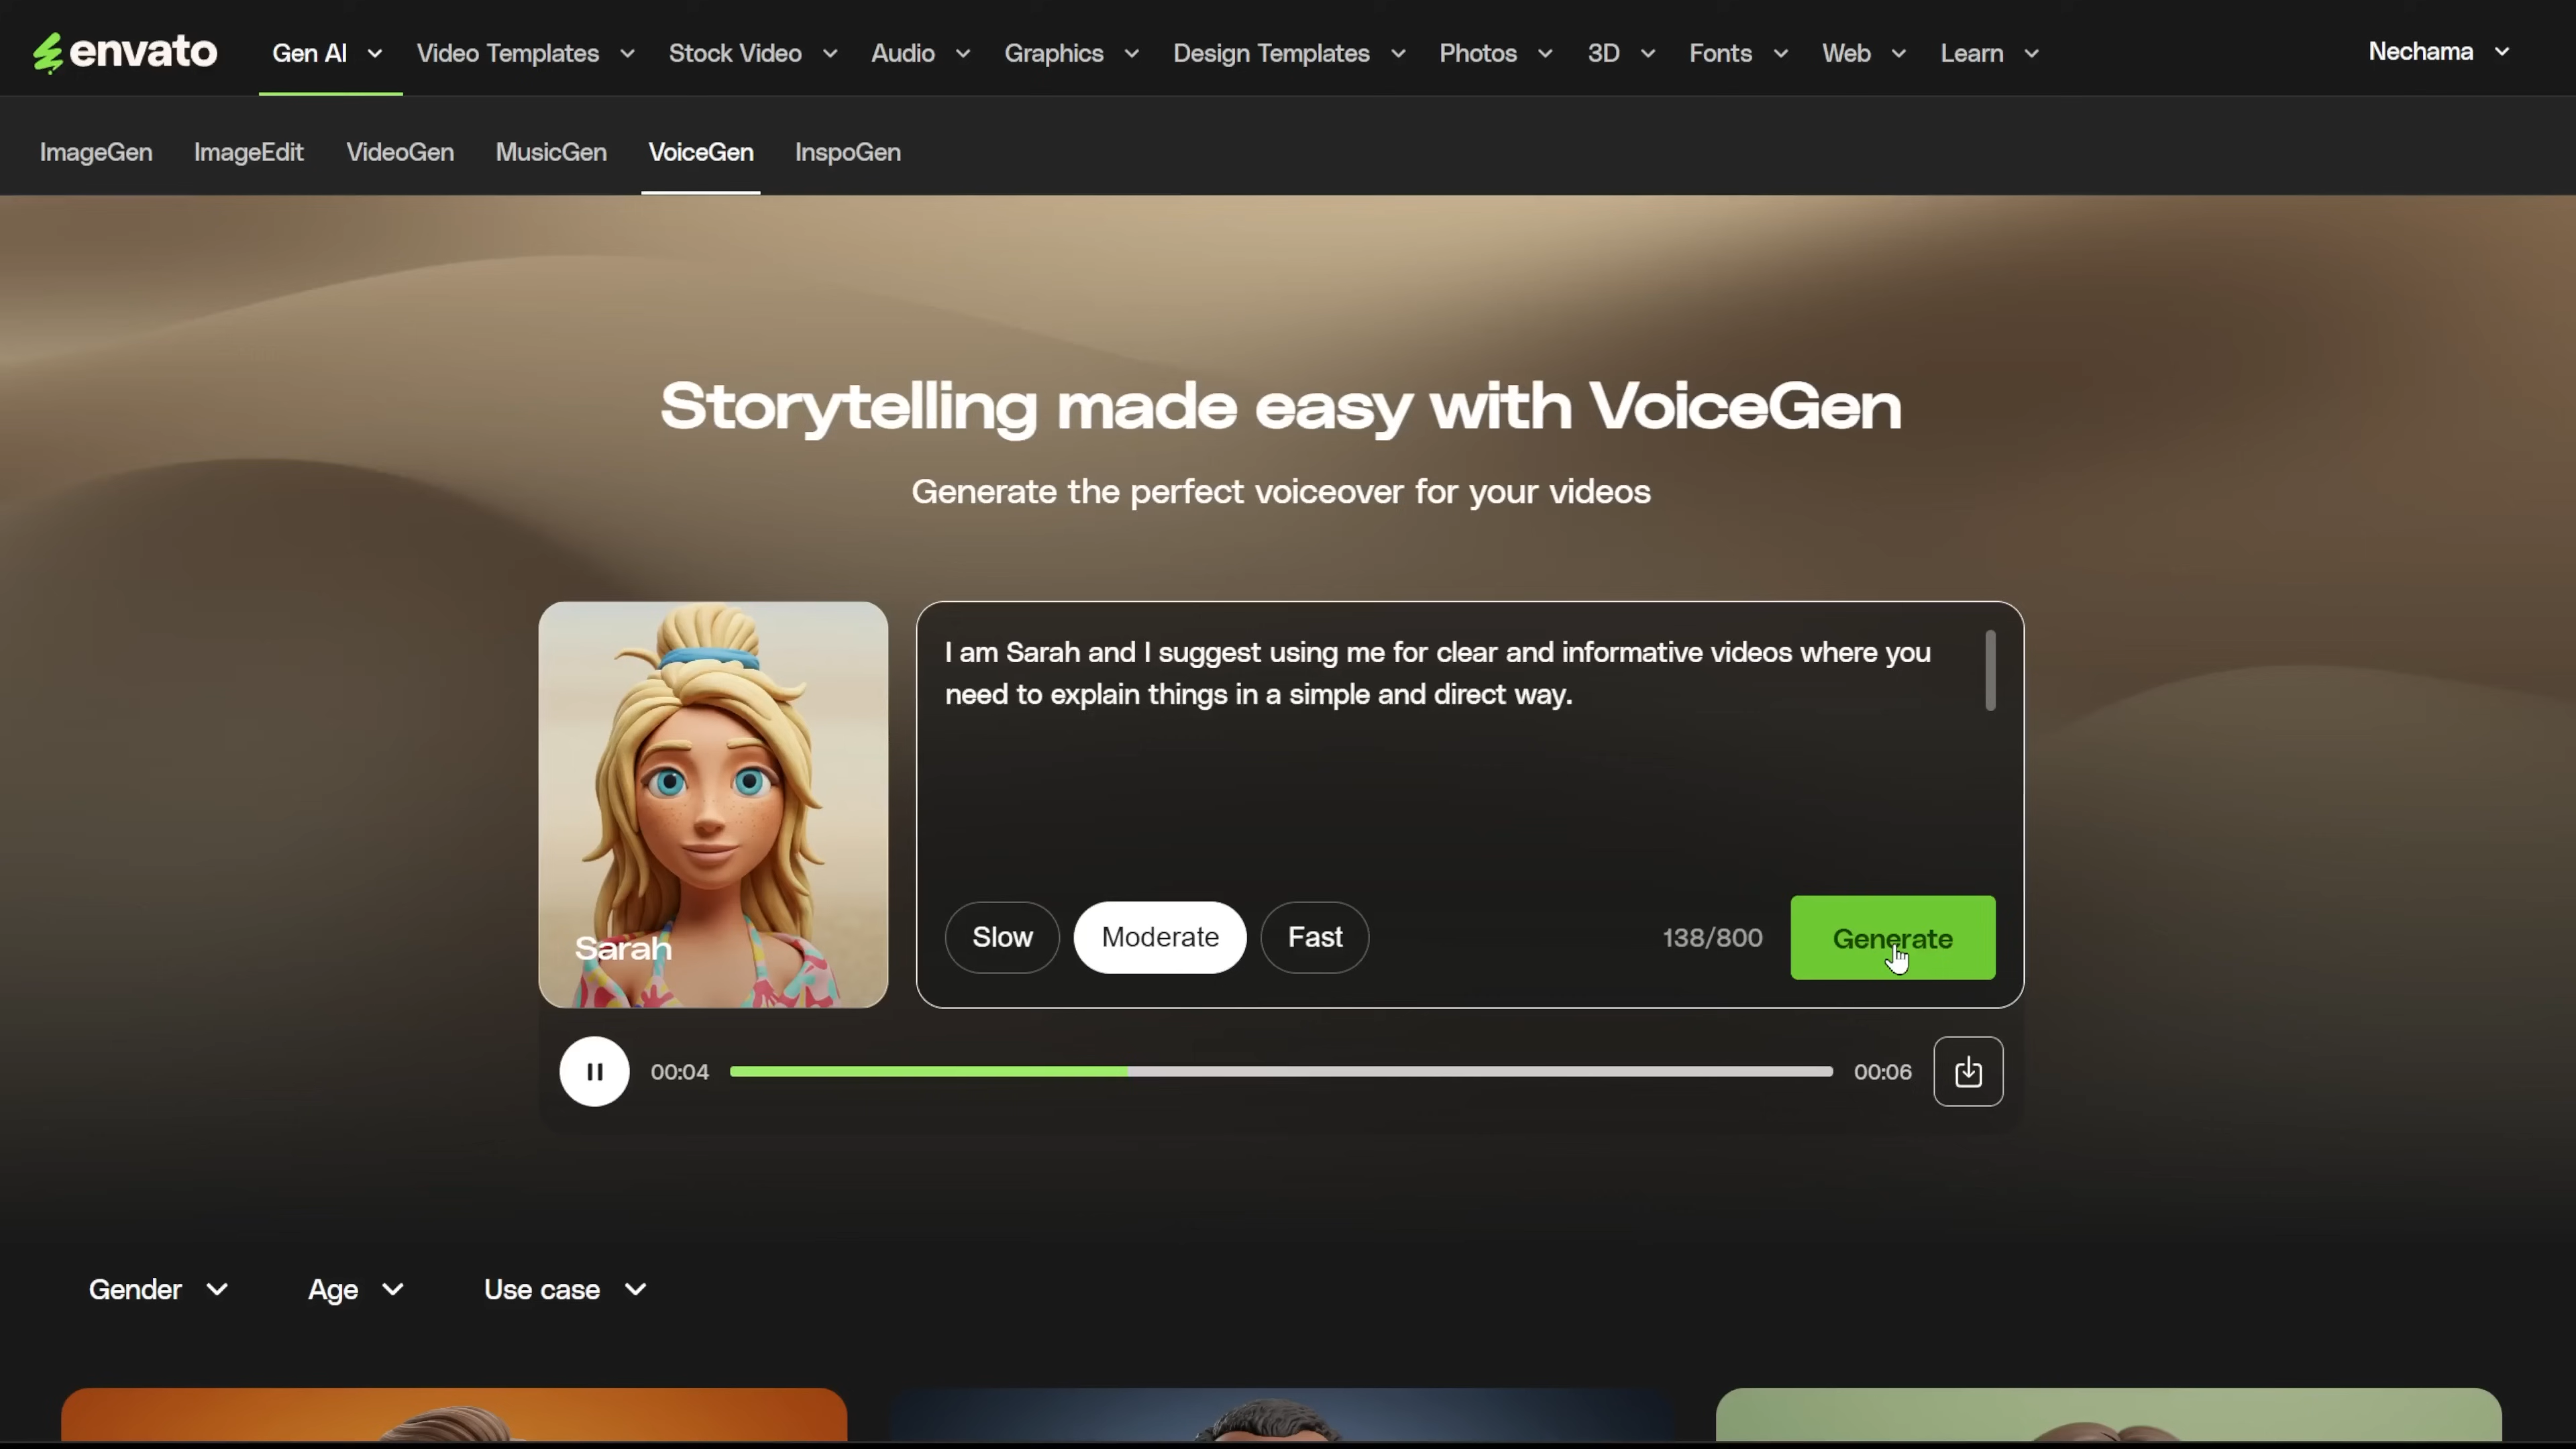 envato
Gen AI
Video Templates
Stock Video
Audio
Graphics
Design Templates
Photos
3D
Fonts
Web
Learn
Nechama
ImageGen
ImageEdit
VideoGen
MusicGen
VoiceGen
InspoGen
Storytelling made easy with VoiceGen
Generate the perfect voiceover for your videos
I am Sarah and I suggest using me for clear and informative videos where you
need to explain things in a simple and direct way.
Sarah
Slow
Moderate
Fast
138/800
Generate
00:04
00:06
Gender
Age
Use case